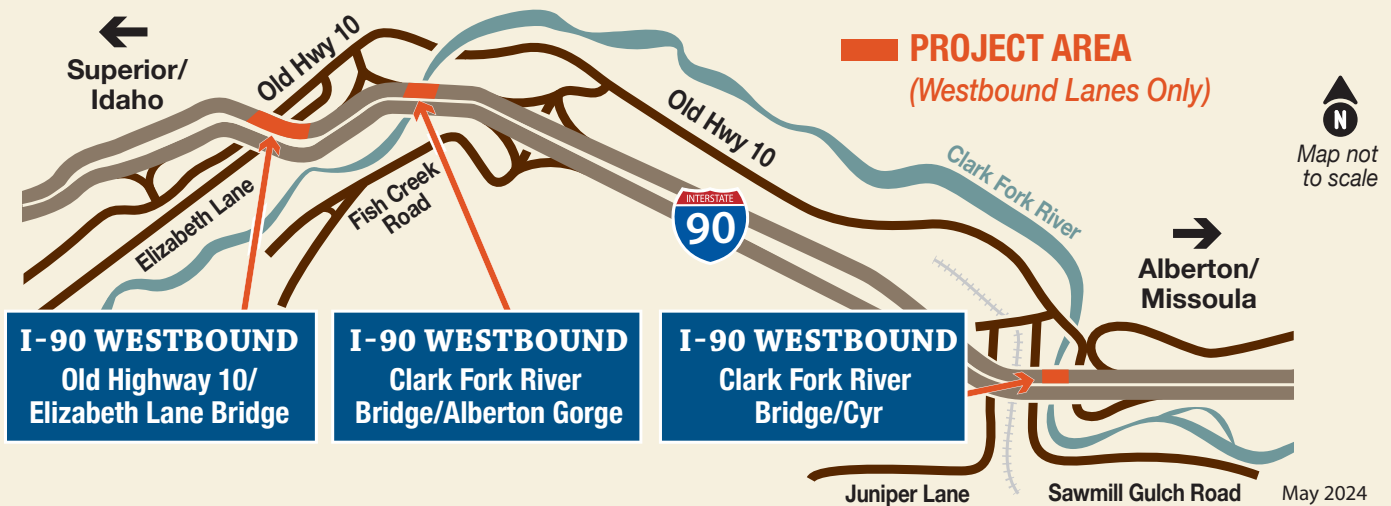 Superior/
Idaho
Old Hwy 10
PROJECT AREA
(Westbound Lanes Only)
N
Map not
to scale
Old Hwy 10
Clark Fork River
Elizabeth Lane
Fish Creek
Road
INTERSTATE
90
Alberton/
Missoula
I-90 WESTBOUND
Old Highway 10/
Elizabeth Lane Bridge
I-90 WESTBOUND
Clark Fork River
Bridge/Alberton Gorge
I-90 WESTBOUND
Clark Fork River
Bridge/Cyr
Juniper Lane
Sawmill Gulch Road
May 2024